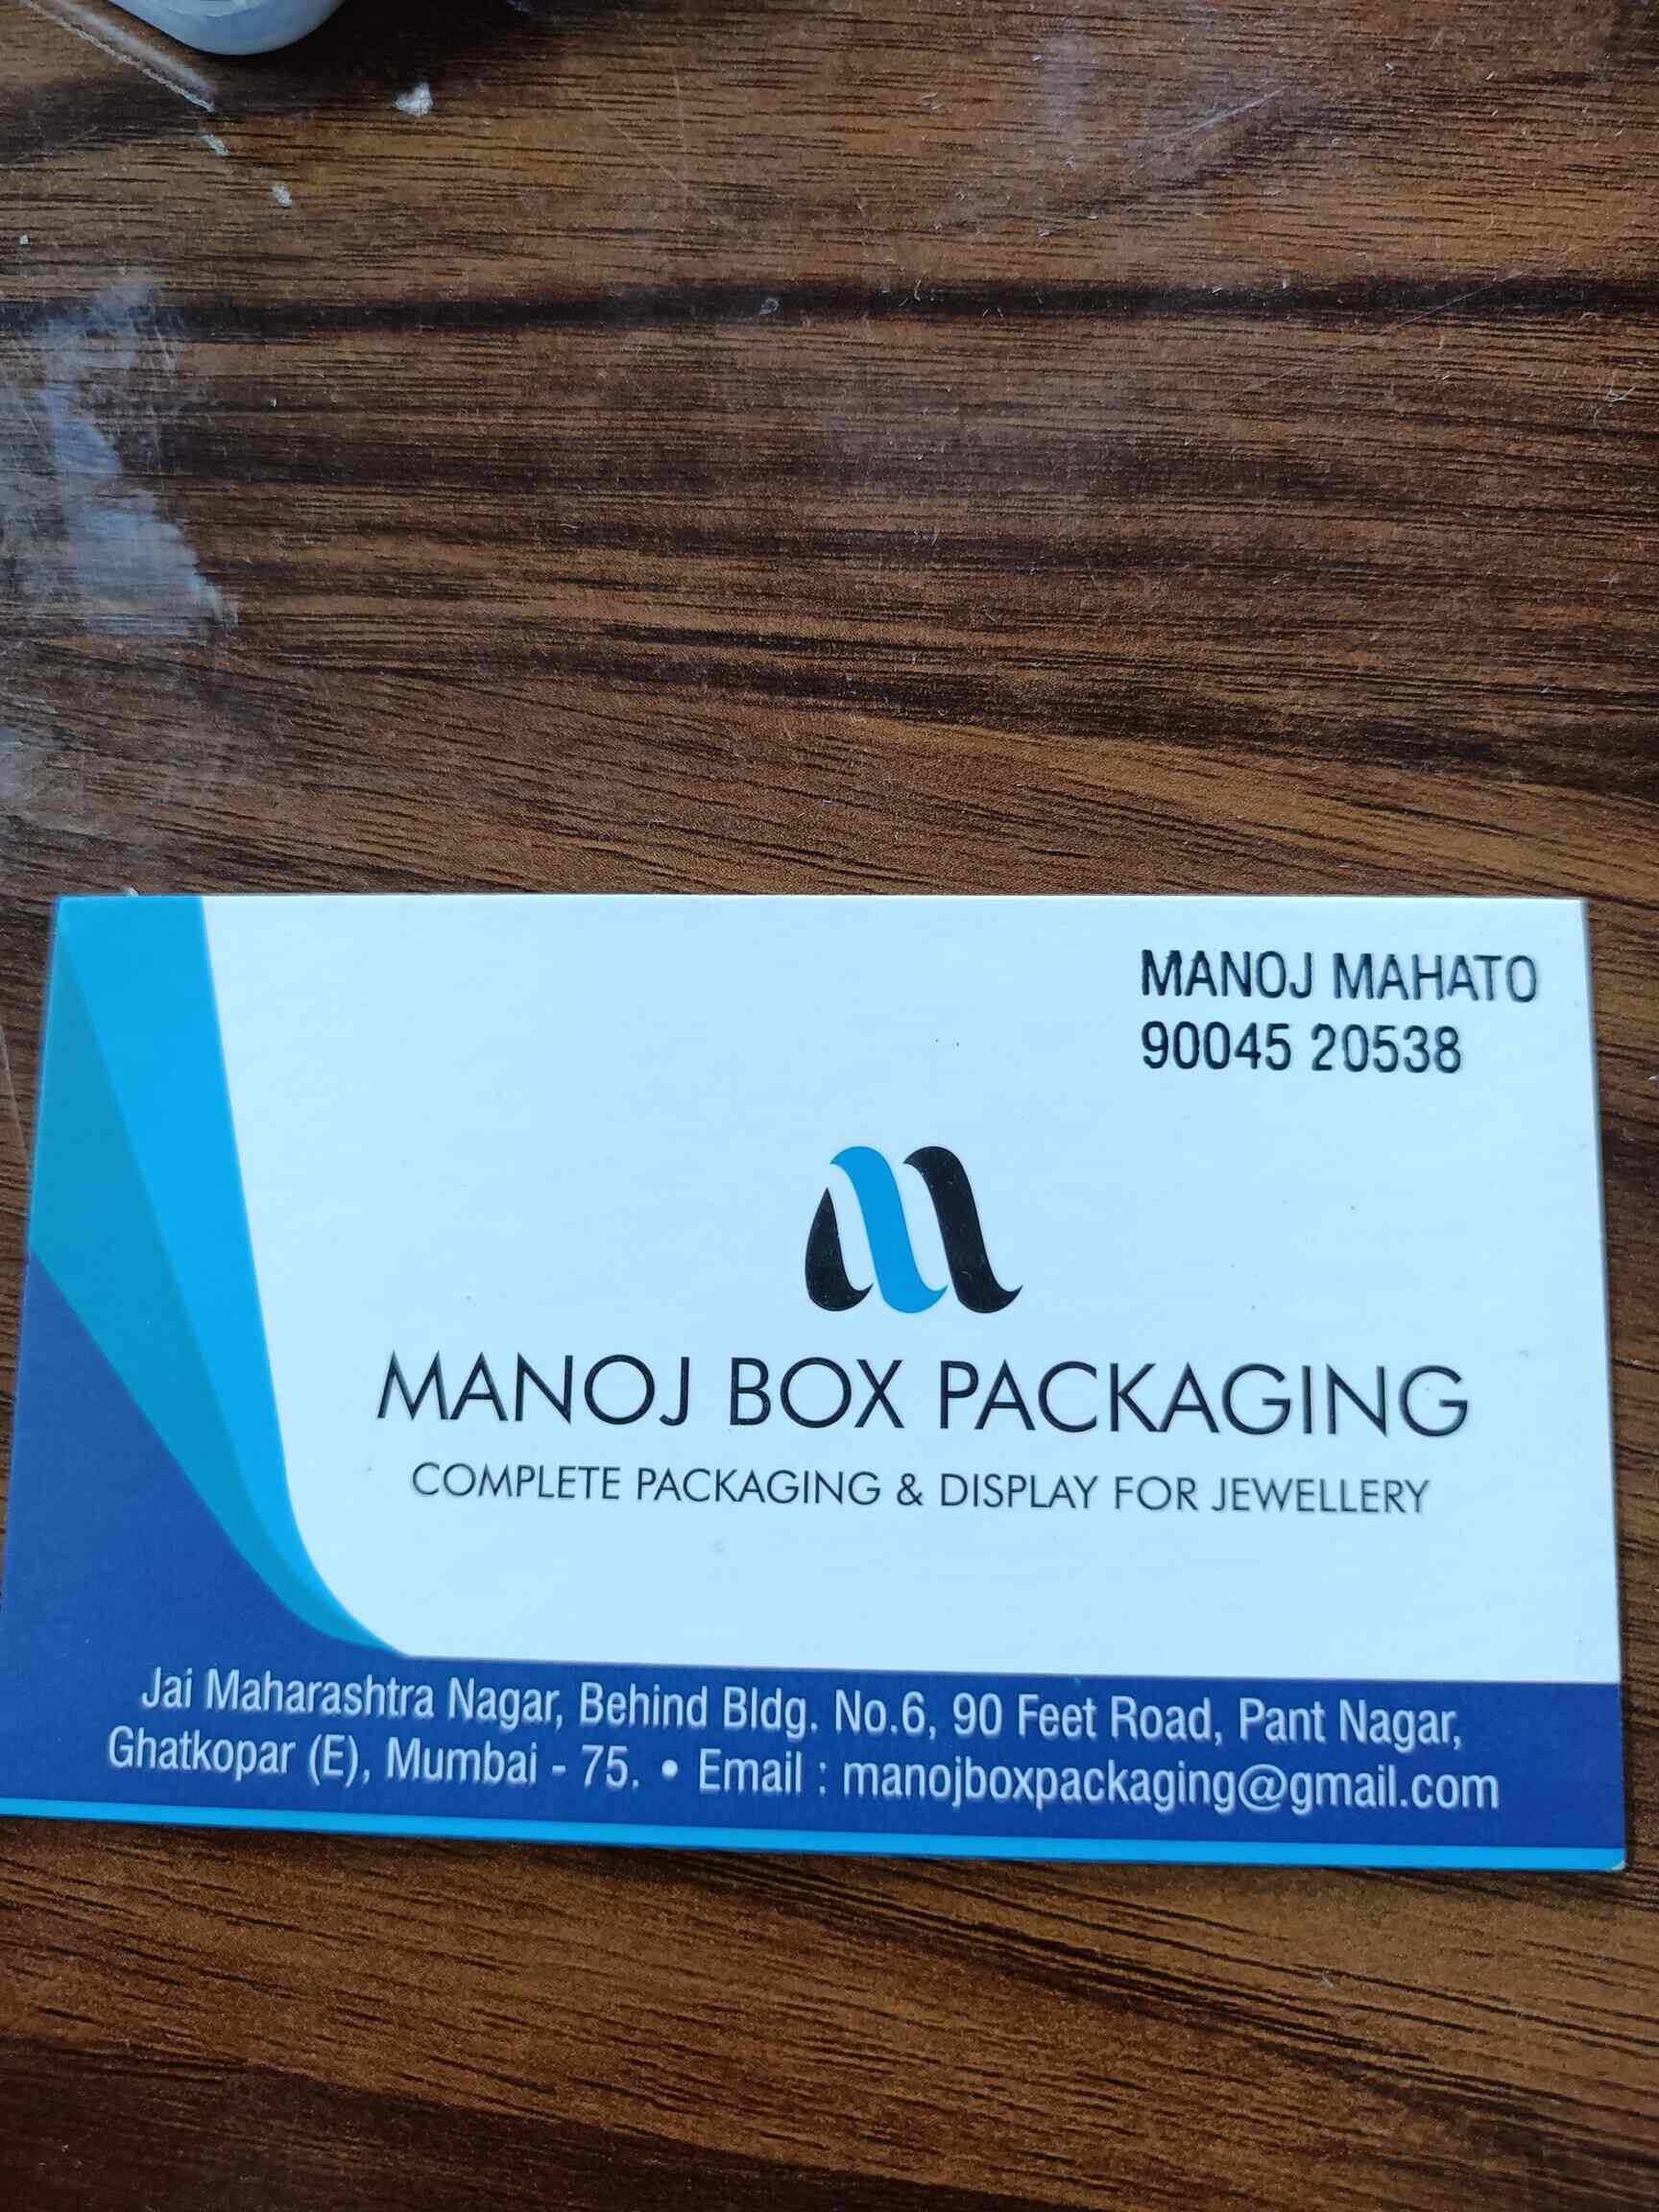 MANOJ MAHATO
90045 20538
MANOJ BOX PACKAGING
COMPLETE PACKAGING & DISPLAY FOR JEWELLERY
Jai Maharashtra Nagar, Behind Bldg. No.6, 90 Feet Road, Pant Nagar,
Ghatkopar (E), Mumbai - 75. • Email : manojboxpackaging@gmail.com